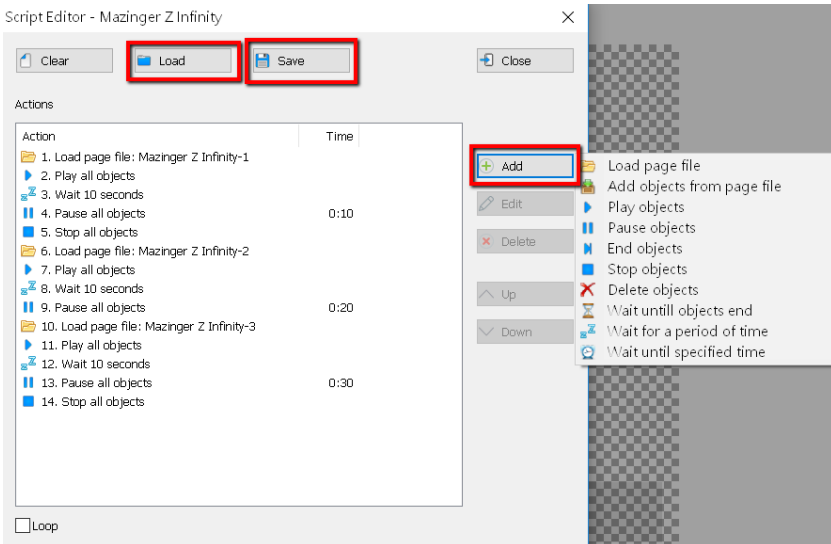 Script Editor - Mazinger Z Infinity
Clear
Load
Save
Close
Actions
Action Time
1. Load page file: Mazinger Z Infinity-1
2. Play all objects
3. Wait 10 seconds
4. Pause all objects 0:10
5. Stop all objects
6. Load page file: Mazinger Z Infinity-2
7. Play all objects
8. Wait 10 seconds
9. Pause all objects 0:20
10. Load page file: Mazinger Z Infinity-3
11. Play all objects
12. Wait 10 seconds
13. Pause all objects 0:30
14. Stop all objects
Loop
Add
Edit
Delete
Up
Down
Load page file
Add objects from page file
Play objects
Pause objects
End objects
Stop objects
Delete objects
Wait untill objects end
Wait for a period of time
Wait until specified time